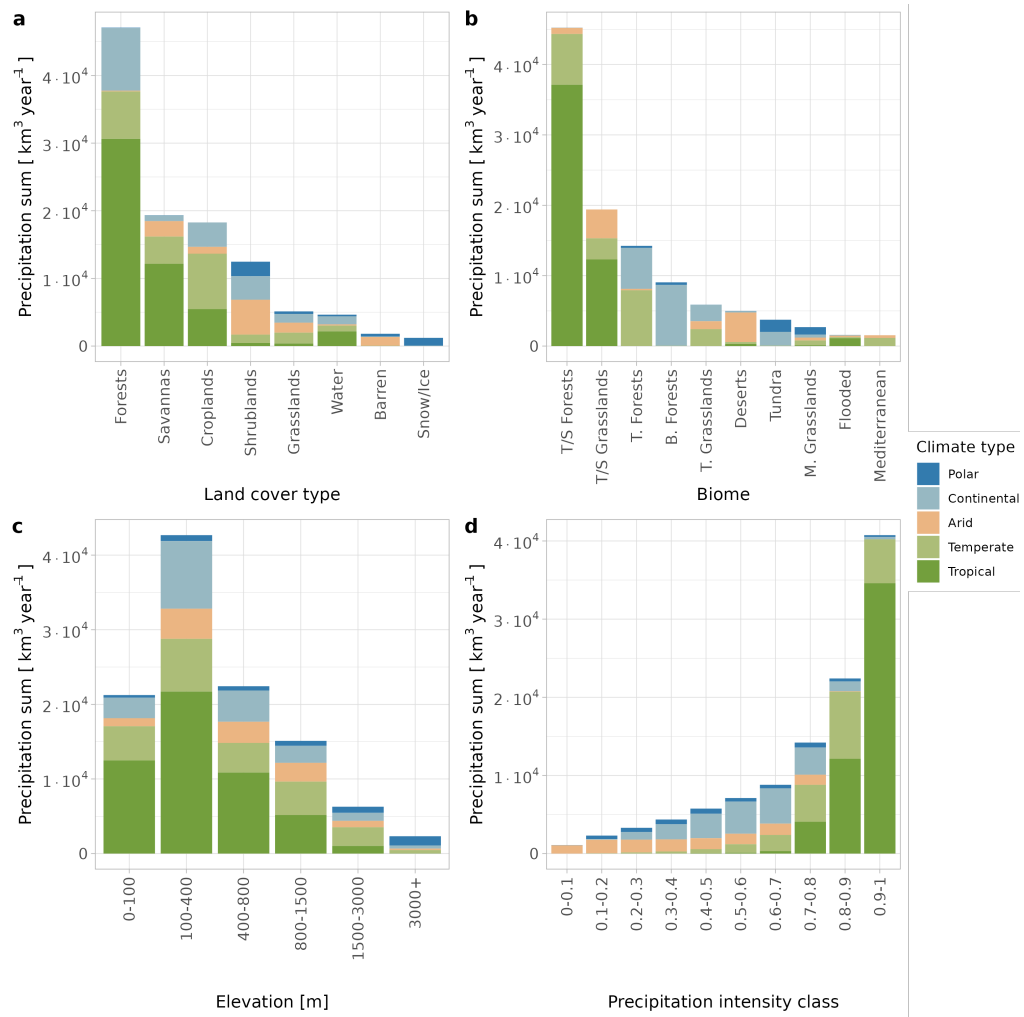 a
Precipitation sum [ km³ year⁻¹ ]
4·10⁴
3·10⁴
2·10⁴
1·10⁴
0
Forests
Savannas
Croplands
Shrublands
Grasslands
Water
Barren
Snow/Ice
Land cover type
b
Precipitation sum [ km³ year⁻¹ ]
4·10⁴
3·10⁴
2·10⁴
1·10⁴
0
T/S Forests
T/S Grasslands
T. Forests
B. Forests
T. Grasslands
Deserts
Tundra
M. Grasslands
Flooded
Mediterranean
Biome
Climate type
Polar
Continental
Arid
Temperate
Tropical
c
Precipitation sum [ km³ year⁻¹ ]
4·10⁴
3·10⁴
2·10⁴
1·10⁴
0
0-100
100-400
400-800
800-1500
1500-3000
3000+
Elevation [m]
d
Precipitation sum [ km³ year⁻¹ ]
4·10⁴
3·10⁴
2·10⁴
1·10⁴
0
0-0.1
0.1-0.2
0.2-0.3
0.3-0.4
0.4-0.5
0.5-0.6
0.6-0.7
0.7-0.8
0.8-0.9
0.9-1
Precipitation intensity class